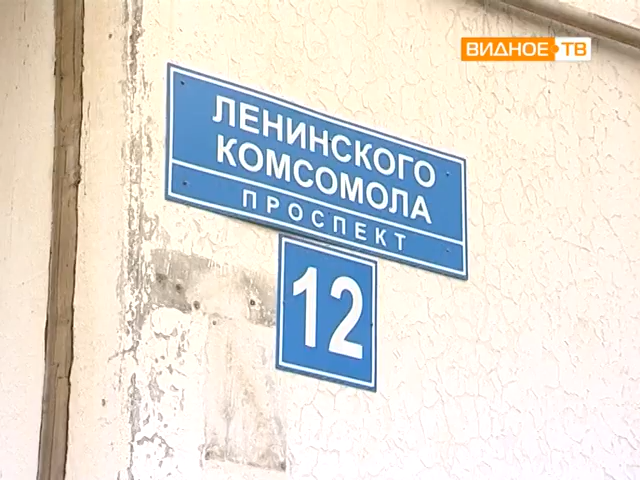 ВИДНОЕ ТВ
ЛЕНИНСКОГО
КОМСОМОЛА
ПРОСПЕКТ
12